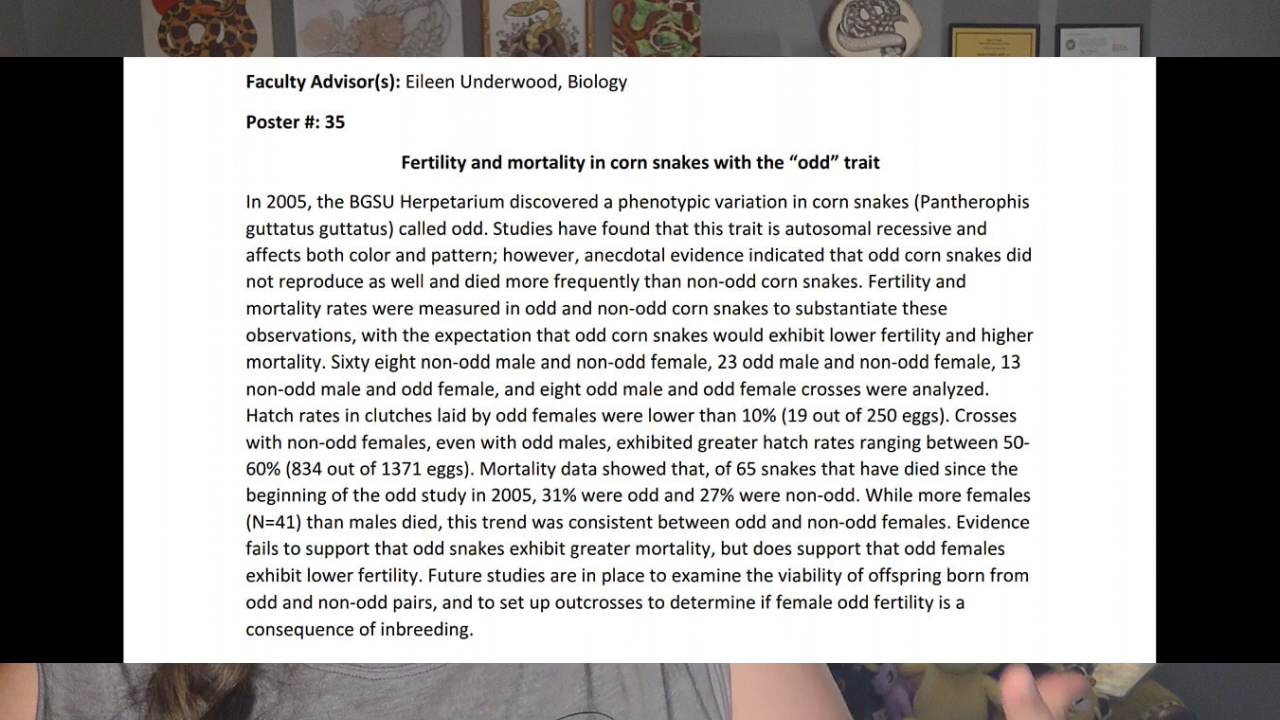 Faculty Advisor(s): Eileen Underwood, Biology
Poster #: 35
Fertility and mortality in corn snakes with the “odd” trait
In 2005, the BGSU Herpetarium discovered a phenotypic variation in corn snakes (Pantherophis
guttatus guttatus) called odd. Studies have found that this trait is autosomal recessive and
affects both color and pattern; however, anecdotal evidence indicated that odd corn snakes did
not reproduce as well and died more frequently than non-odd corn snakes. Fertility and
mortality rates were measured in odd and non-odd corn snakes to substantiate these
observations, with the expectation that odd corn snakes would exhibit lower fertility and higher
mortality. Sixty eight non-odd male and non-odd female, 23 odd male and non-odd female, 13
non-odd male and odd female, and eight odd male and odd female crosses were analyzed.
Hatch rates in clutches laid by odd females were lower than 10% (19 out of 250 eggs). Crosses
with non-odd females, even with odd males, exhibited greater hatch rates ranging between 50-
60% (834 out of 1371 eggs). Mortality data showed that, of 65 snakes that have died since the
beginning of the odd study in 2005, 31% were odd and 27% were non-odd. While more females
(N=41) than males died, this trend was consistent between odd and non-odd females. Evidence
fails to support that odd snakes exhibit greater mortality, but does support that odd females
exhibit lower fertility. Future studies are in place to examine the viability of offspring born from
odd and non-odd pairs, and to set up outcrosses to determine if female odd fertility is a
consequence of inbreeding.